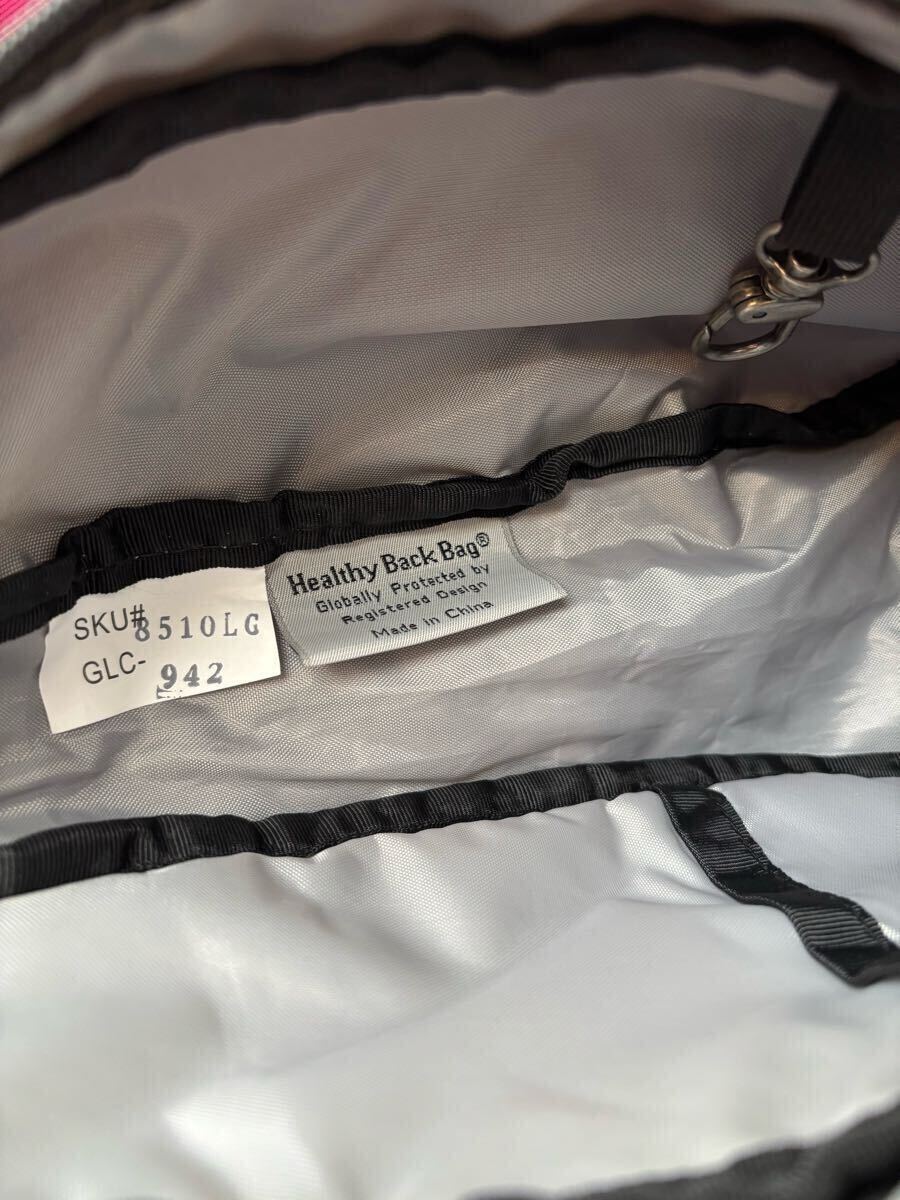 SKU#8510LG
GLC-942
Healthy Back Bag®
Globally Protected by
Registered Design
Made in China